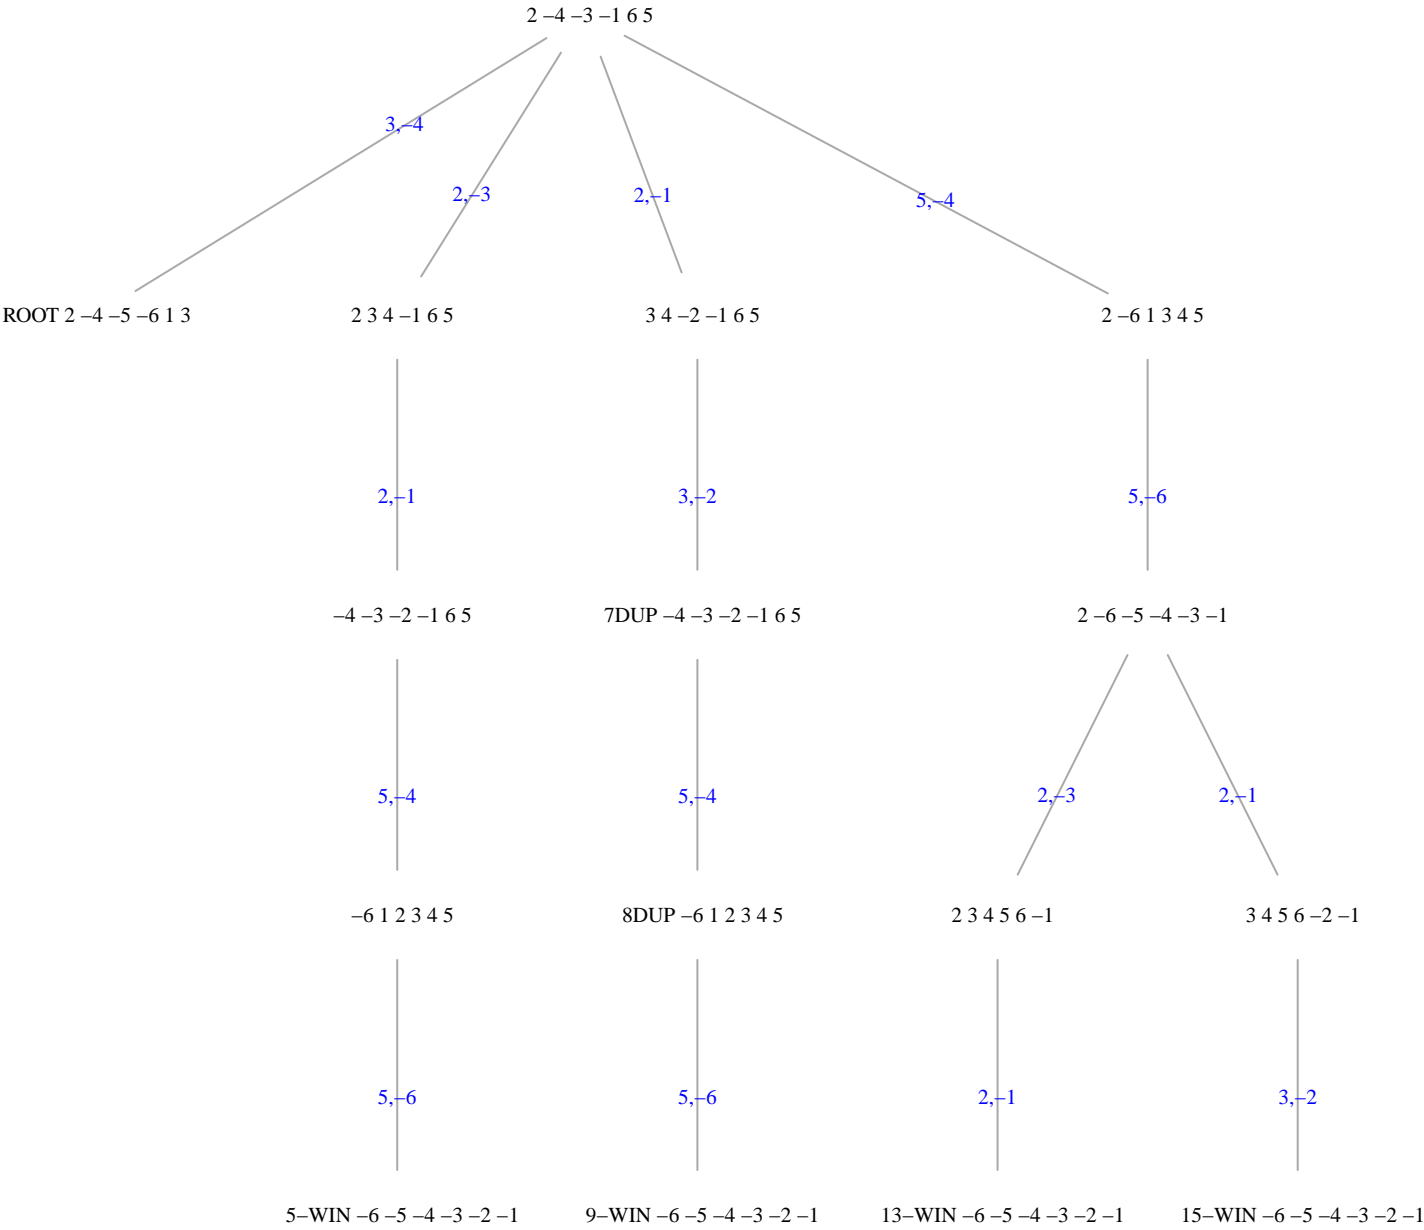 2 –4 –3 –1 6 5
3,–4
2,–3
2,–1
5,–4
ROOT 2 –4 –5 –6 1 3
2 3 4 –1 6 5
3 4 –2 –1 6 5
2 –6 1 3 4 5
2,–1
3,–2
5,–6
–4 –3 –2 –1 6 5
7DUP –4 –3 –2 –1 6 5
2 –6 –5 –4 –3 –1
5,–4
5,–4
2,–3
2,–1
–6 1 2 3 4 5
8DUP –6 1 2 3 4 5
2 3 4 5 6 –1
3 4 5 6 –2 –1
5,–6
5,–6
2,–1
3,–2
5–WIN –6 –5 –4 –3 –2 –1
9–WIN –6 –5 –4 –3 –2 –1
13–WIN –6 –5 –4 –3 –2 –1
15–WIN –6 –5 –4 –3 –2 –1